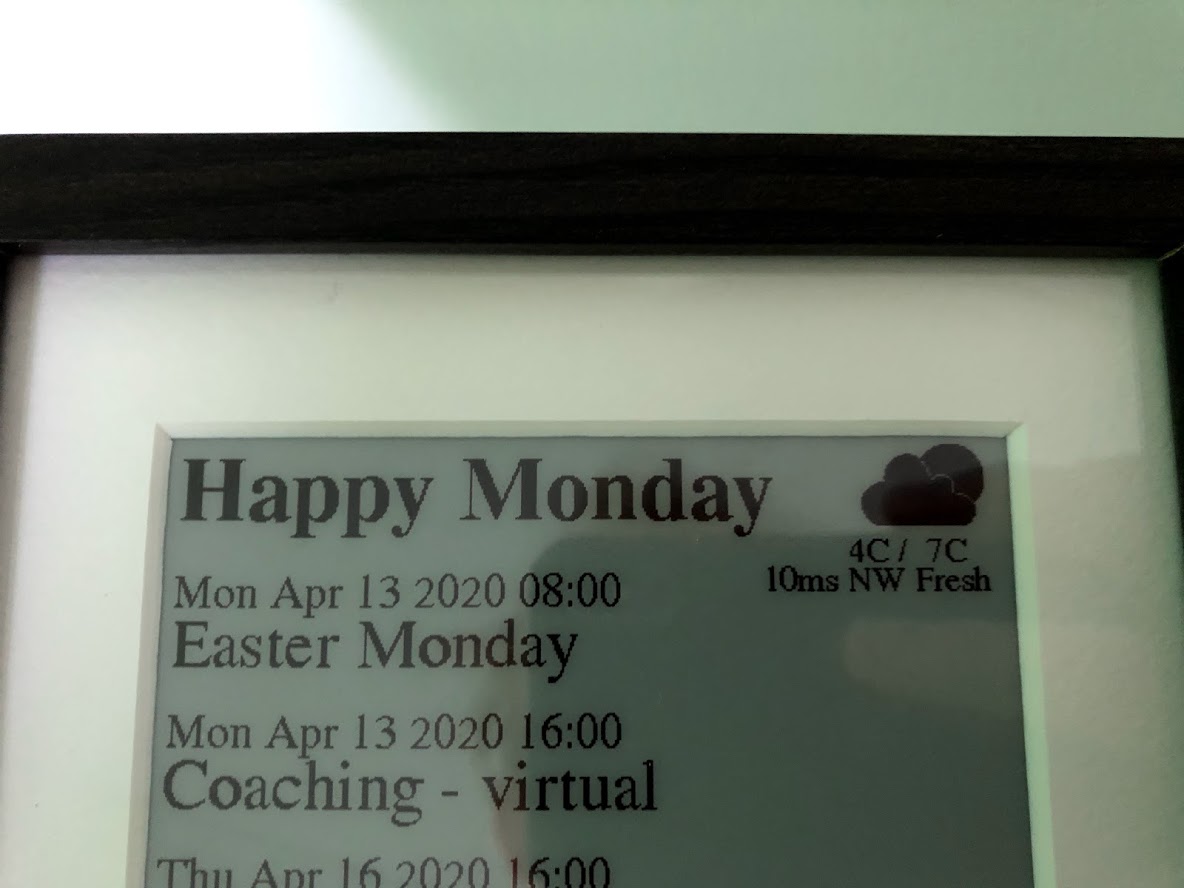 Happy Monday
4C / 7C
10ms NW Fresh
Mon Apr 13 2020 08:00
Easter Monday
Mon Apr 13 2020 16:00
Coaching - virtual
Thu Apr 16 2020 16:00